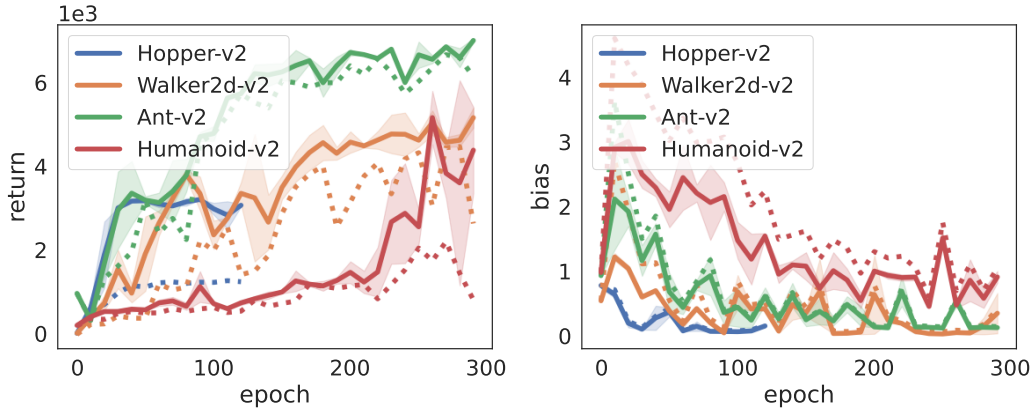 1e3
Hopper-v2
Walker2d-v2
Ant-v2
Humanoid-v2
6
4
2
0
return
0
100
200
300
epoch
Hopper-v2
Walker2d-v2
Ant-v2
Humanoid-v2
4
3
2
1
0
bias
0
100
200
300
epoch